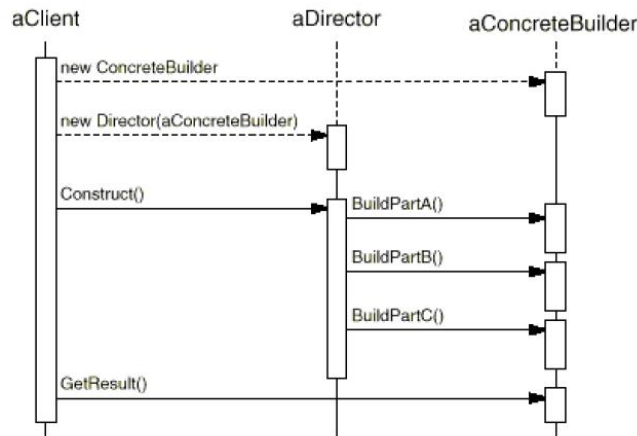 aClient
aDirector
aConcreteBuilder
new ConcreteBuilder
new Director(aConcreteBuilder)
Construct()
BuildPartA()
BuildPartB()
BuildPartC()
GetResult()